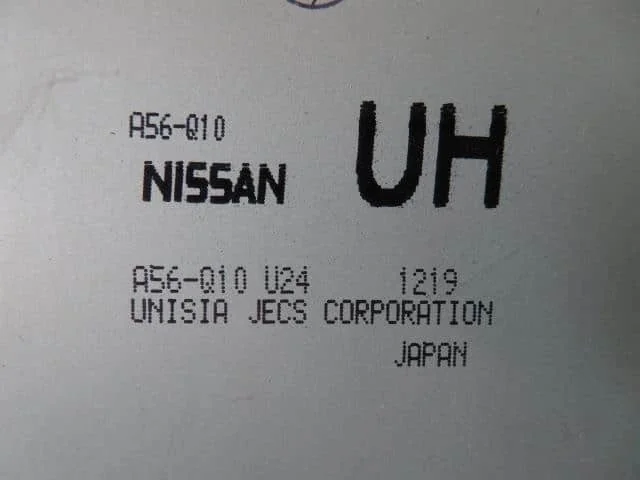 A56-Q10
NISSAN UH
A56-Q10 U24 1219
UNISIA JECS CORPORATION
JAPAN